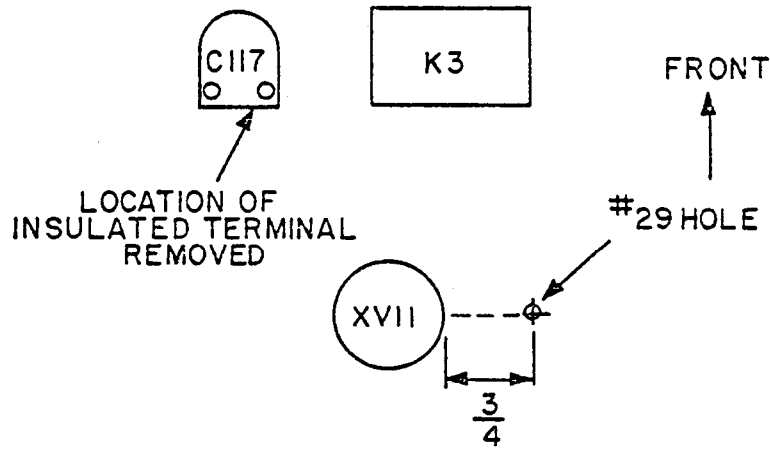 C117
K3
FRONT
LOCATION OF
INSULATED TERMINAL
REMOVED
#29 HOLE
XV11
3
4